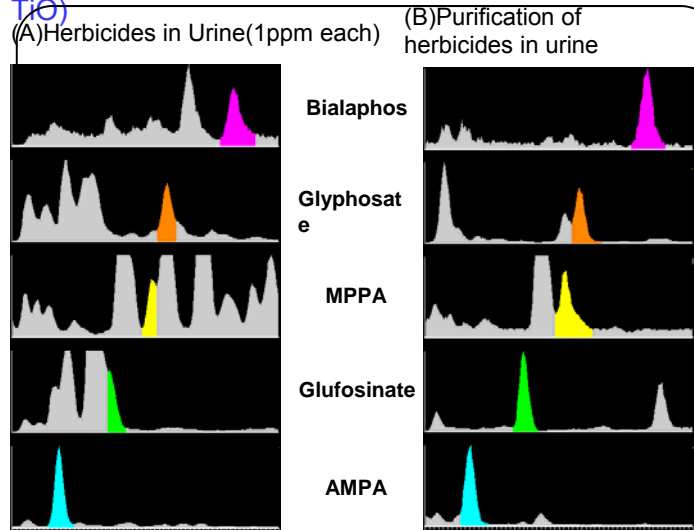 TiO)
(A)Herbicides in Urine(1ppm each)
(B)Purification of
herbicides in urine
Bialaphos
Glyphosat
e
MPPA
Glufosinate
AMPA